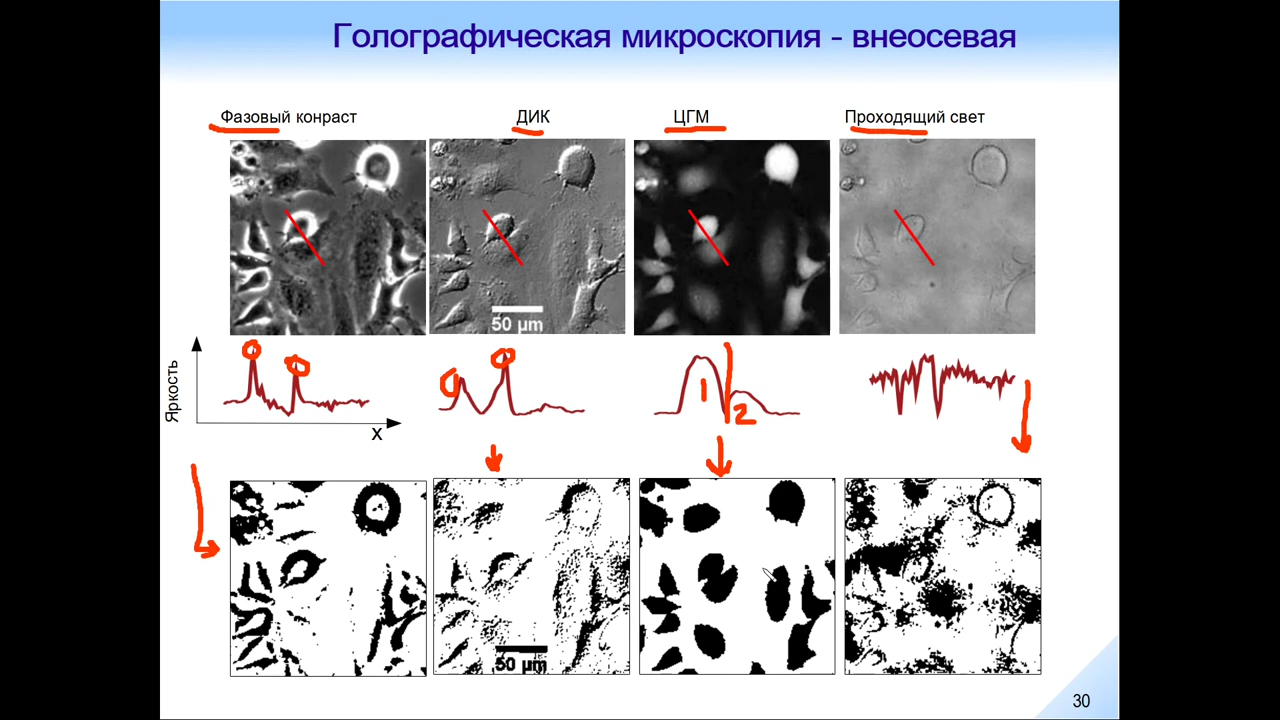 Голографическая микроскопия - внеосевая
Фазовый конраст
ДИК
ЦГМ
Проходящий свет
50 µm
Яркость
x
1
2
50 µm
30